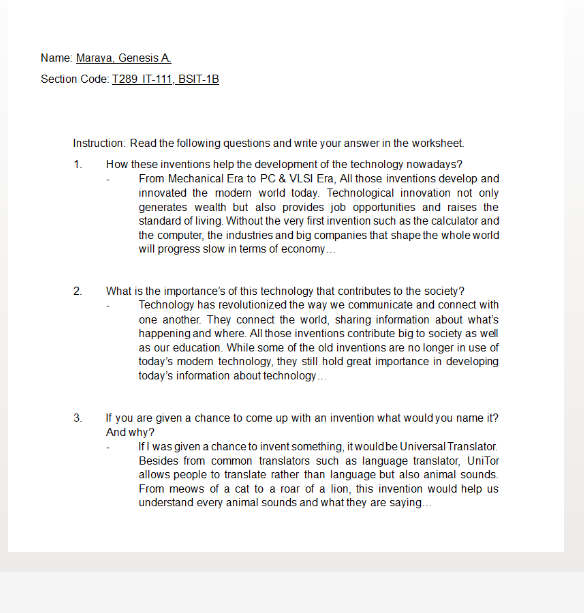 Name: Maraya, Genesis A.
Section Code: T289 IT-111, BSIT-1B
Instruction: Read the following questions and write your answer in the worksheet.
1. How these inventions help the development of the technology nowadays?
- From Mechanical Era to PC & VLSI Era, All those inventions develop and
innovated the modern world today. Technological innovation not only
generates wealth but also provides job opportunities and raises the
standard of living. Without the very first invention such as the calculator and
the computer, the industries and big companies that shape the whole world
will progress slow in terms of economy…
2. What is the importance's of this technology that contributes to the society?
- Technology has revolutionized the way we communicate and connect with
one another. They connect the world, sharing information about what's
happening and where. All those inventions contribute big to society as well
as our education. While some of the old inventions are no longer in use of
today's modern technology, they still hold great importance in developing
today's information about technology…
3. If you are given a chance to come up with an invention what would you name it?
And why?
- If I was given a chance to invent something, it would be Universal Translator.
Besides from common translators such as language translator, UniTor
allows people to translate rather than language but also animal sounds.
From meows of a cat to a roar of a lion, this invention would help us
understand every animal sounds and what they are saying…